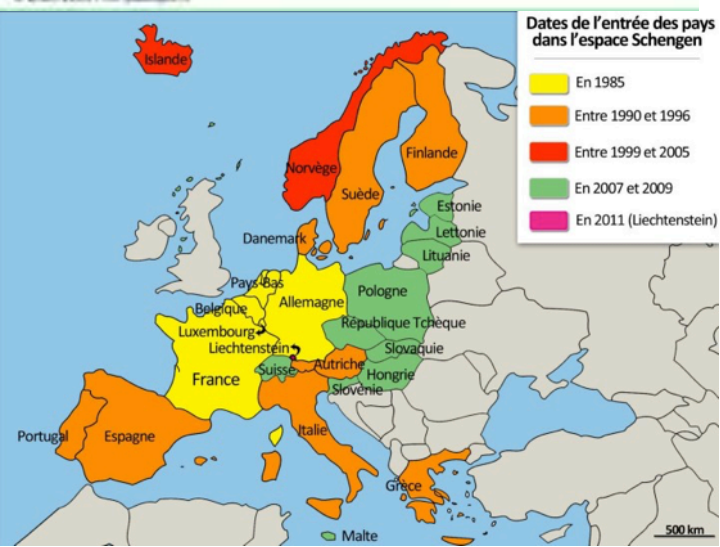 Dates de l'entrée des pays
dans l'espace Schengen
En 1985
Entre 1990 et 1996
Entre 1999 et 2005
En 2007 et 2009
En 2011 (Liechtenstein)
Islande
Norvège
Suède
Finlande
Estonie
Lettonie
Lituanie
Danemark
Pays-Bas
Belgique
Allemagne
Pologne
Luxembourg
République Tchèque
Liechtenstein
Slovaquie
France
Suisse
Autriche
Hongrie
Slovénie
Portugal
Espagne
Italie
Grèce
Malte
500 km